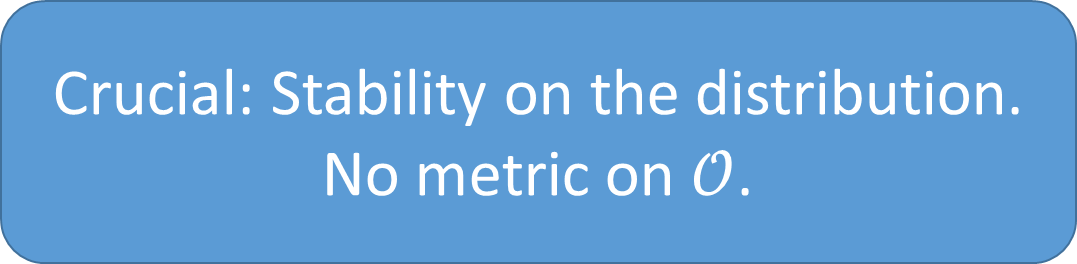 Crucial: Stability on the distribution.
No metric on 𝒪.